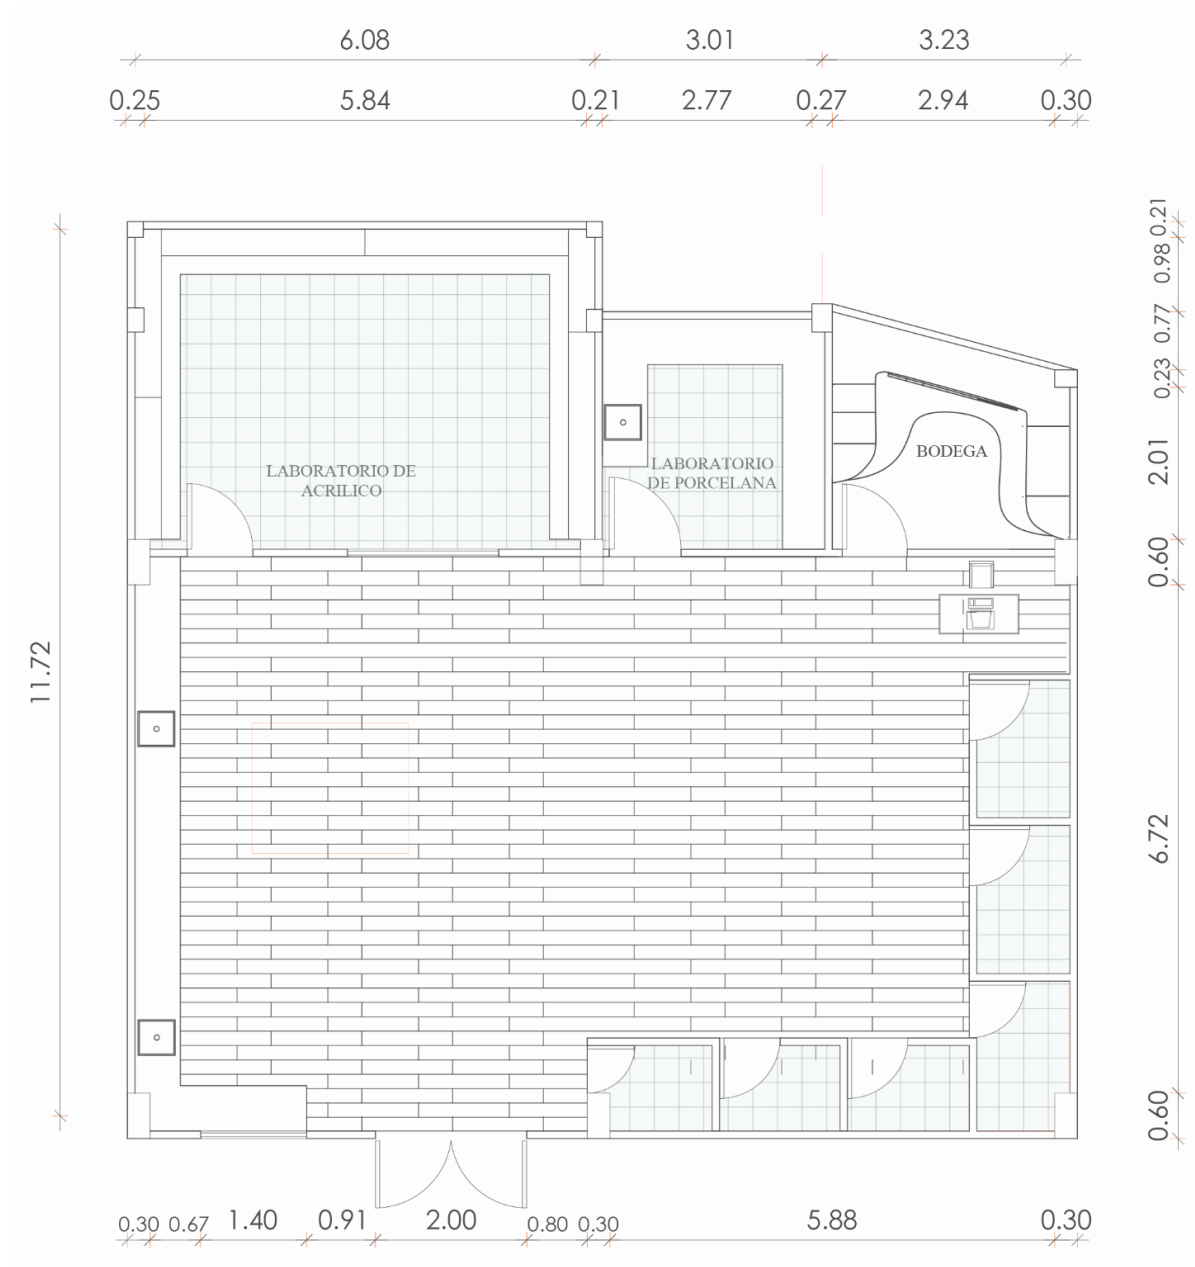 6.08 3.01 3.23
0.25 5.84 0.21 2.77 0.27 2.94 0.30
0.21
0.98
0.77
0.23
2.01
0.60
6.72
0.60
11.72
LABORATORIO DE
ACRILICO
LABORATORIO
DE PORCELANA
BODEGA
0.30 0.67 1.40 0.91 2.00 0.80 0.30 5.88 0.30